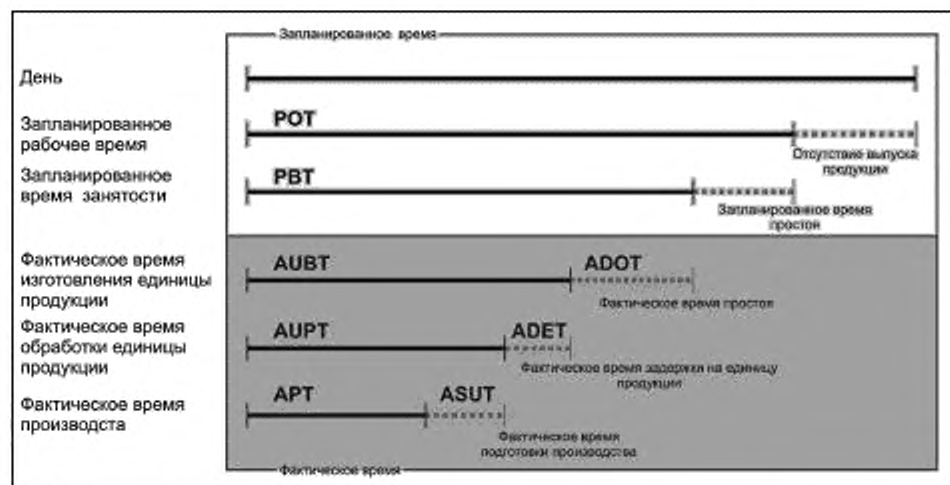 Запланированное время
День
Запланированное
рабочее время
POT
Отсутствие выпуска
продукции
Запланированное
время занятости
PBT
Запланированное время
простоя
Фактическое время
изготовления единицы
продукции
AUBT
ADOT
Фактическое время простоя
Фактическое время
обработки единицы
продукции
AUPT
ADET
Фактическое время задержки на единицу
продукции
Фактическое время
производста
APT
ASUT
Фактическое время
подготовки производства
Фактическое время